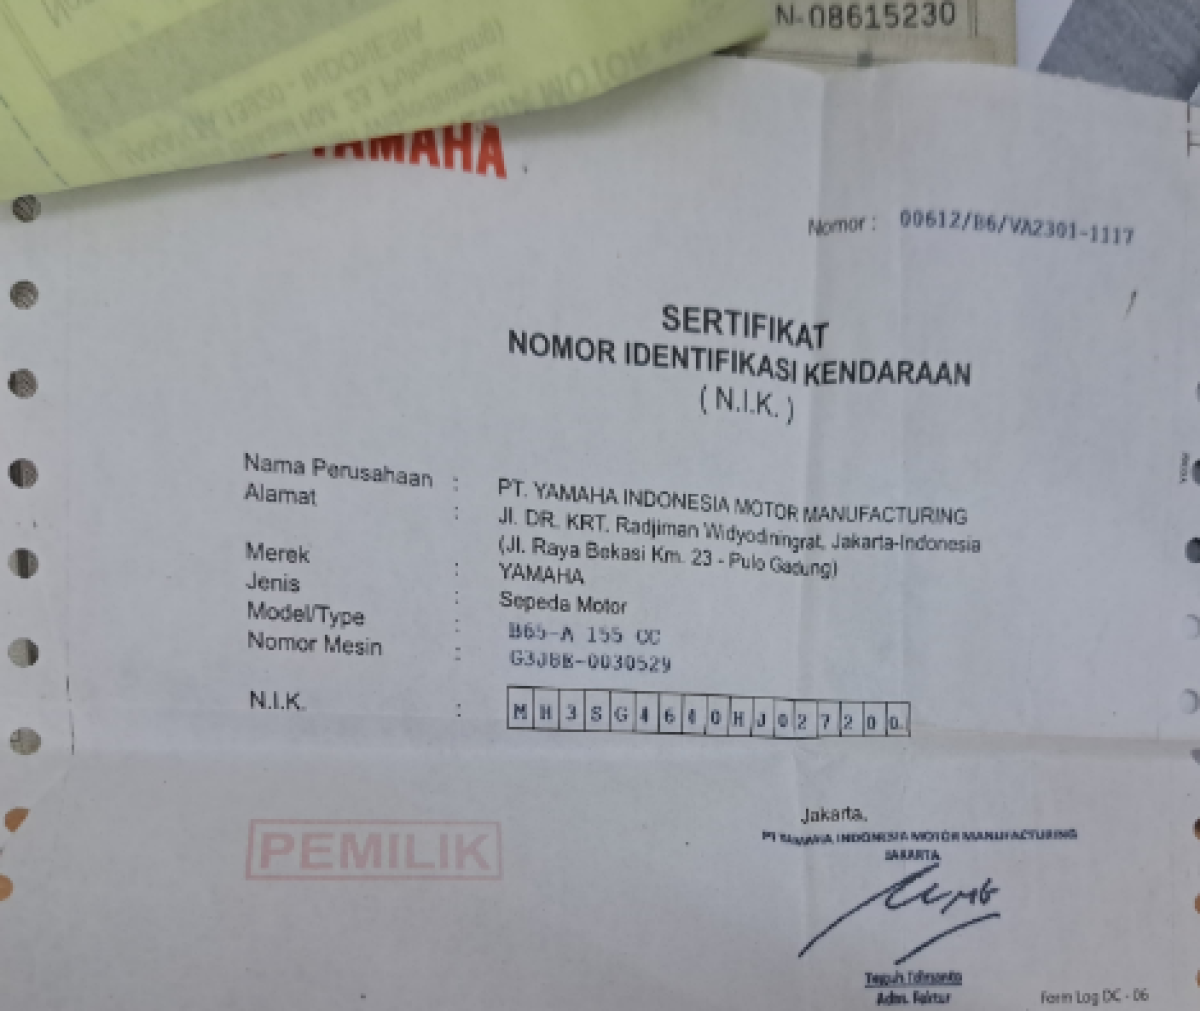 N-08615230
YAMAHA
Nomor : 00612/B6/VA2301-1117
SERTIFIKAT
NOMOR IDENTIFIKASI KENDARAAN
( N.I.K. )
Nama Perusahaan : PT. YAMAHA INDONESIA MOTOR MANUFACTURING
Alamat : Jl. DR. KRT. Radjiman Widyodiningrat, Jakarta-Indonesia
(Jl. Raya Bekasi Km. 23 - Pulo Gadung)
Merek : YAMAHA
Jenis : Sepeda Motor
Model/Type : B65-A 155 CC
Nomor Mesin : G3J8E-0030529
N.I.K. : MH3SG4640HJ027200
PEMILIK
Jakarta,
PT YAMAHA INDONESIA MOTOR MANUFACTURING
JAKARTA
Teguh
Adm. Faktur
Form Log DC - 06